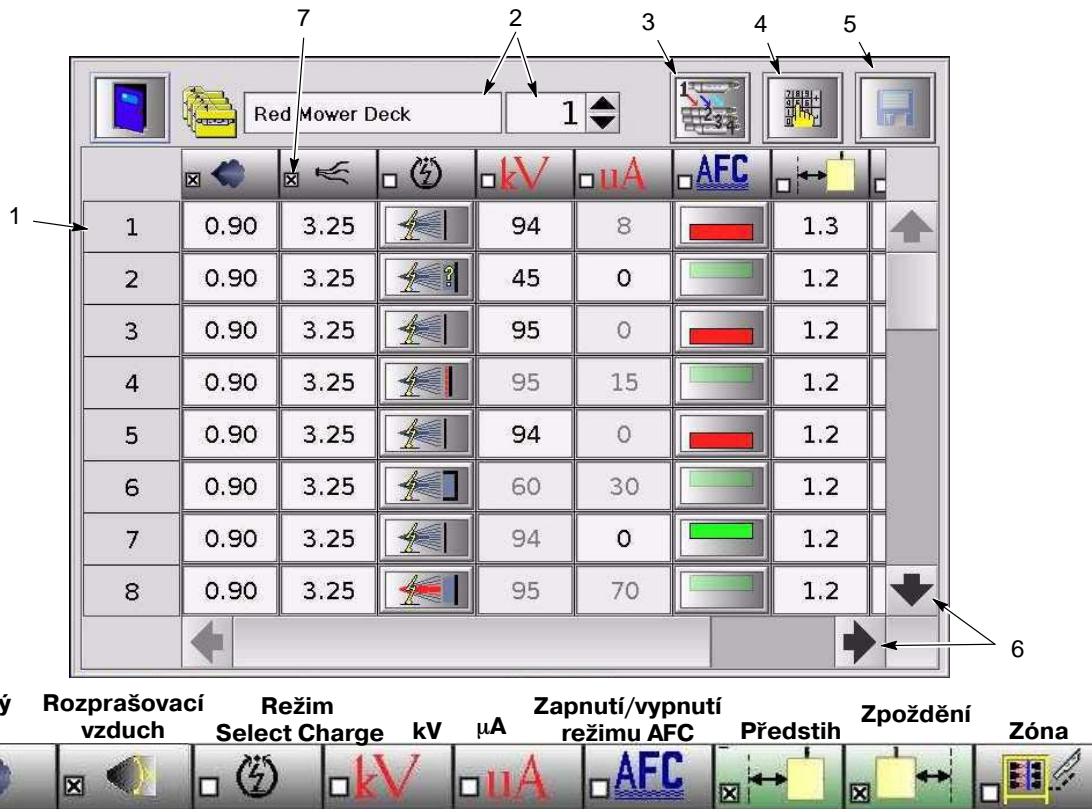 7 2 3 4 5
Red Mower Deck 1
kV uA AFC
1
1 0.90 3.25 94 8 1.3
2 0.90 3.25 45 0 1.2
3 0.90 3.25 95 0 1.2
4 0.90 3.25 95 15 1.2
5 0.90 3.25 94 0 1.2
6 0.90 3.25 60 30 1.2
7 0.90 3.25 94 0 1.2
8 0.90 3.25 95 70 1.2
6
ý Rozprašovací vzduch Režim Select Charge kV µA Zapnutí/vypnutí režimu AFC Předstih Zpoždění Zóna
kV uA AFC